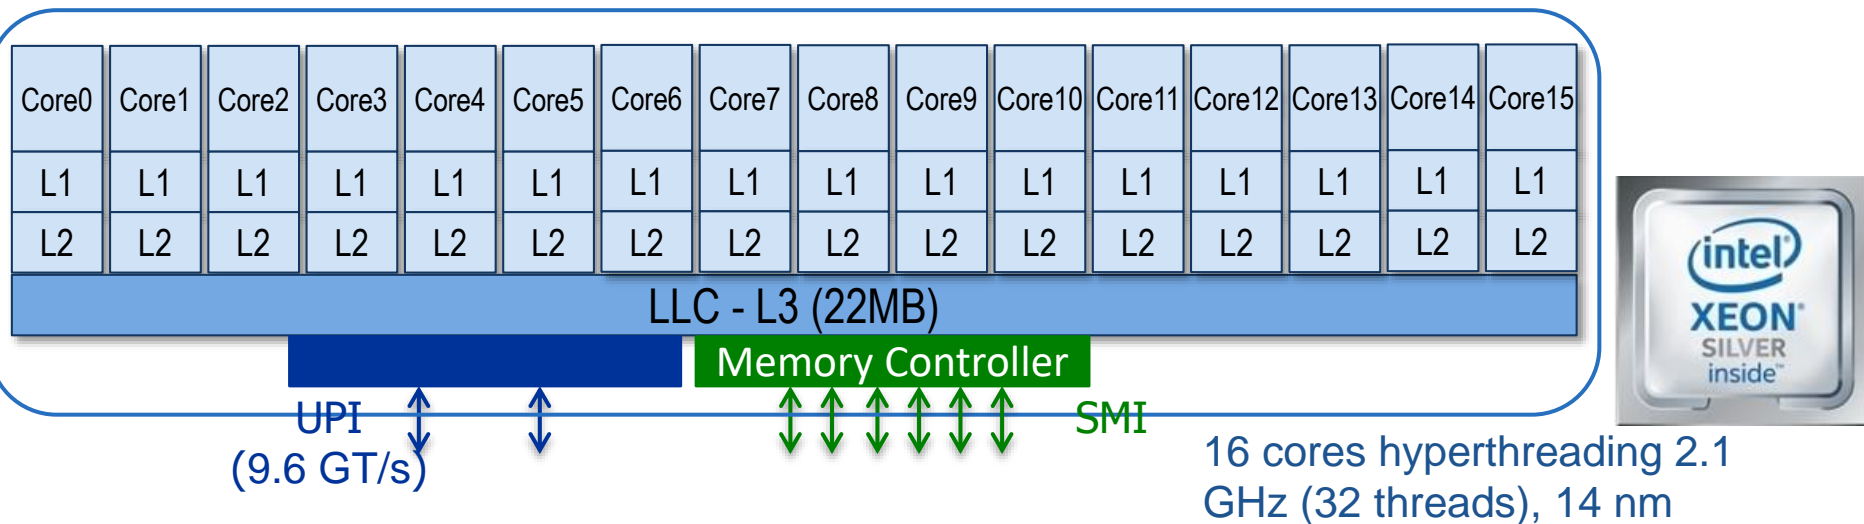 Core0 Core1 Core2 Core3 Core4 Core5 Core6 Core7 Core8 Core9 Core10 Core11 Core12 Core13 Core14 Core15
L1 L1 L1 L1 L1 L1 L1 L1 L1 L1 L1 L1 L1 L1 L1 L1
L2 L2 L2 L2 L2 L2 L2 L2 L2 L2 L2 L2 L2 L2 L2 L2
LLC - L3 (22MB)
Memory Controller
UPI
(9.6 GT/s)
SMI
intel
XEON®
SILVER
inside™
16 cores hyperthreading 2.1
GHz (32 threads), 14 nm